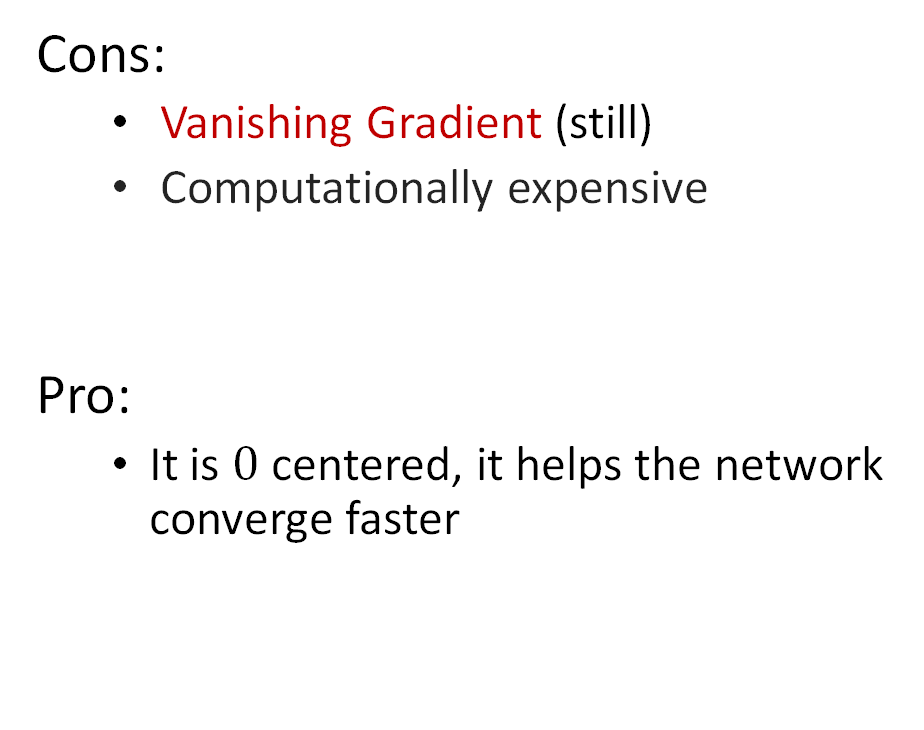 Cons:
• Vanishing Gradient (still)
• Computationally expensive
Pro:
• It is 0 centered, it helps the network
converge faster